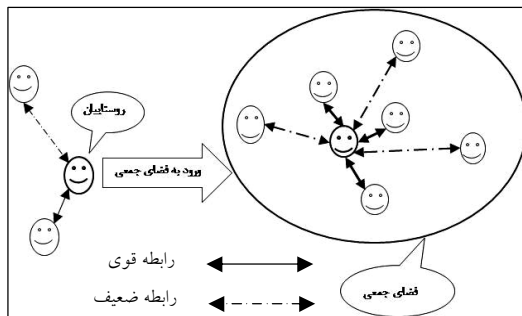 روستاییان
ورود به فضای جمعی
رابطه قوی
رابطه ضعیف
فضای جمعی